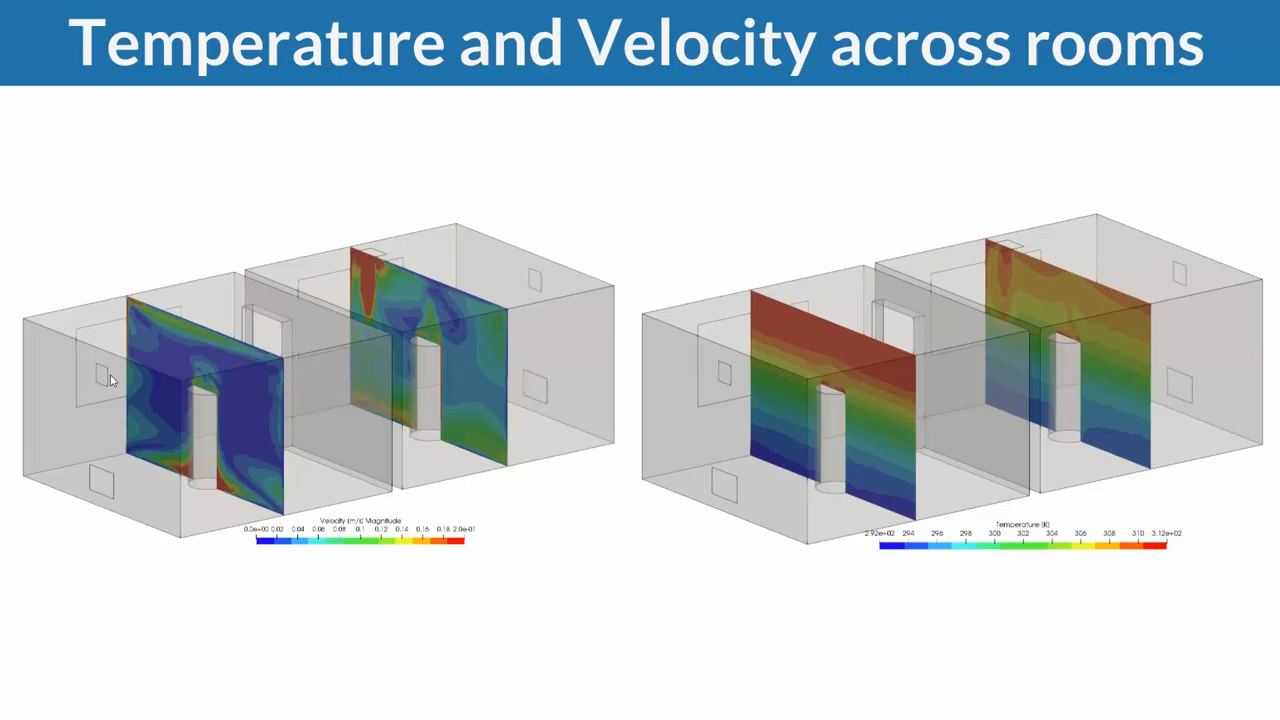 Temperature and Velocity across rooms
Velocity (m/s) Magnitude
0.0e+00 0.02 0.04 0.06 0.08 0.1 0.12 0.14 0.16 0.18 2.0e-01
Temperature (K)
2.92e+02 294 296 298 300 302 304 306 308 310 3.12e+02